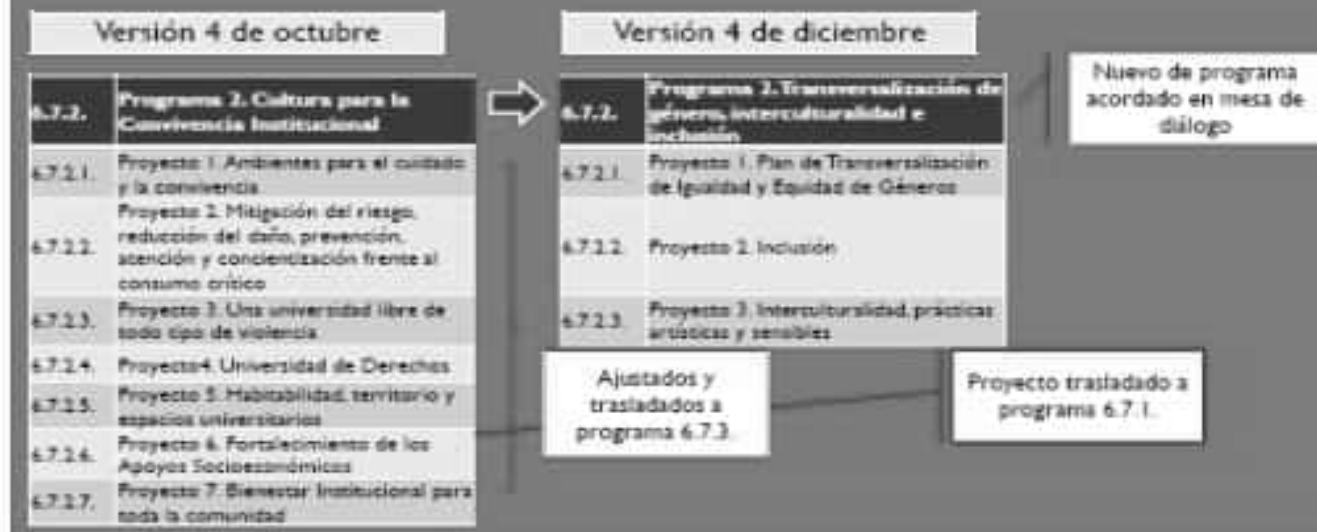 Versión 4 de octubre
6.7.2.
Programa 2. Cultura para la
Convivencia Institucional
6.7.2.1.
Proyecto 1. Ambientes para el cuidado
y la convivencia
6.7.2.2.
Proyecto 2. Mitigación del riesgo,
reducción del daño, prevención,
atención y concientización frente al
consumo crítico
6.7.2.3.
Proyecto 3. Una universidad libre de
todo tipo de violencia
6.7.2.4.
Proyecto4. Universidad de Derechos
6.7.2.5.
Proyecto 5. Habitabilidad, territorio y
espacios universitarios
6.7.2.6.
Proyecto 6. Fortalecimiento de los
Apoyos Socioeconómicos
6.7.2.7.
Proyecto 7. Bienestar Institucional para
toda la comunidad
Versión 4 de diciembre
6.7.2.
Programa 2. Transversalización de
género, interculturalidad e
inclusión
6.7.2.1.
Proyecto 1. Plan de Transversalización
de Igualdad y Equidad de Géneros
6.7.2.2.
Proyecto 2. Inclusión
6.7.2.3.
Proyecto 3. Interculturalidad, prácticas
artísticas y sensibles
Nuevo de programa
acordado en mesa de
diálogo
Ajustados y
trasladados a
programa 6.7.3.
Proyecto trasladado a
programa 6.7.1.